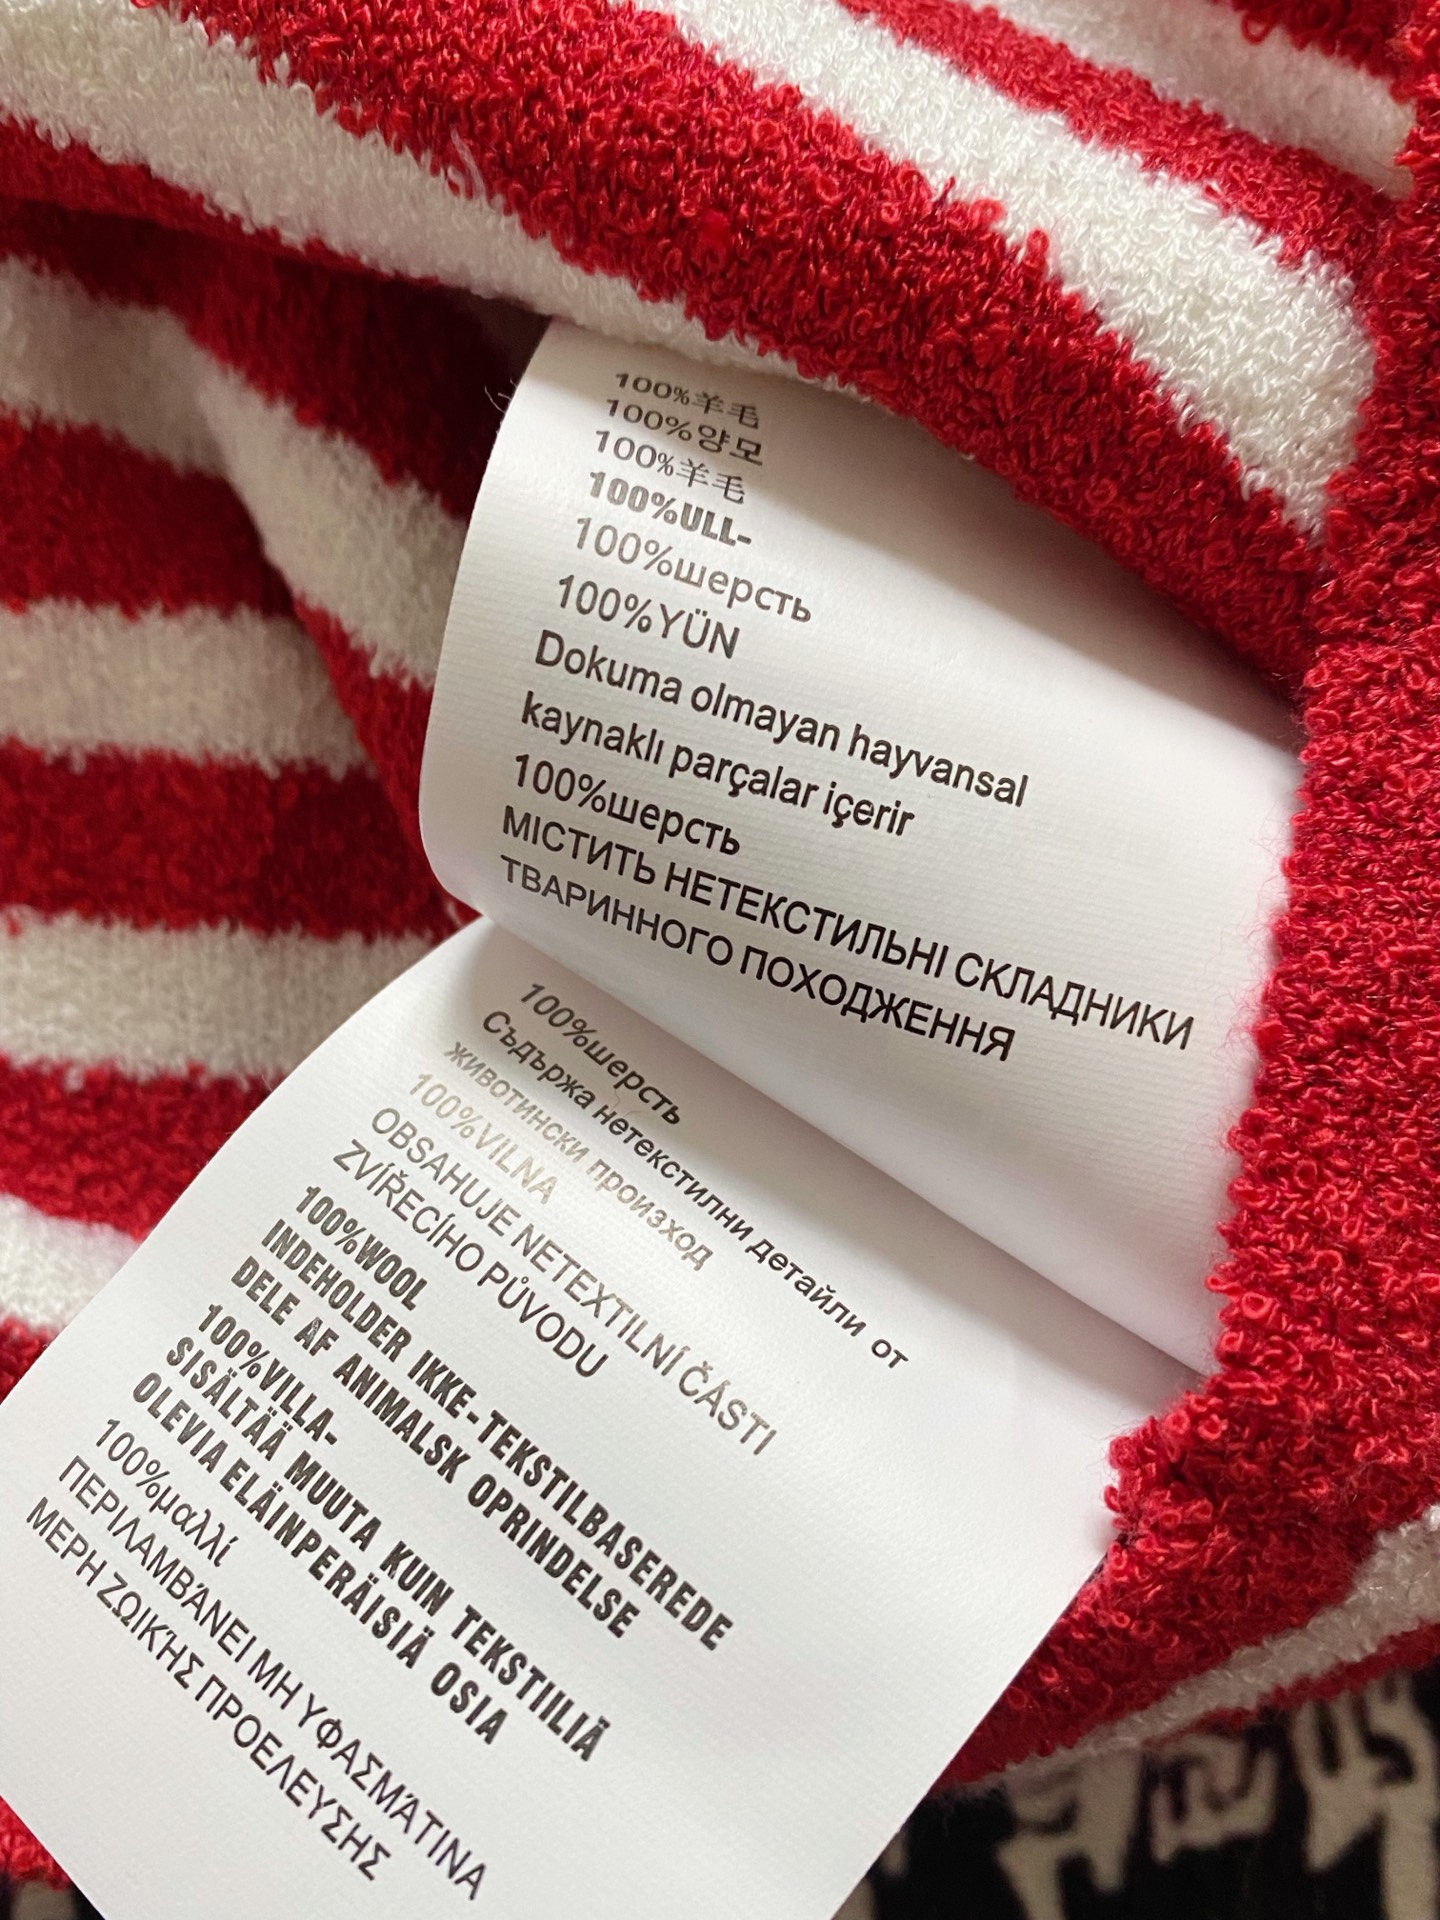 100%羊毛
100%양모
100%羊毛
100%ULL-
100%шерсть
100%YÜN
Dokuma olmayan hayvansal
kaynaklı parçalar içerir
100%шерсть
МІСТИТЬ НЕТЕКСТИЛЬНІ СКЛАДНИКИ
ТВАРИННОГО ПОХОДЖЕННЯ
100%шерсть
Съдържа нетекстилни детайли от
животински произход
100%VILNA
OBSAHUJE NETEXTILNÍ ČÁSTI
ZVÍŘECÍHO PŮVODU
100%WOOL
INDEHOLDER IKKE-TEKSTILBASEREDE
DELE AF ANIMALSK OPRINDELSE
100%VILLA-
SISÄLTÄÄ MUUTA KUIN TEKSTIILIÄ
OLEVIA ELÄINPERÄISIÄ OSIA
100%μαλλί
ΠΕΡΙΛΑΜΒΆΝΕΙ ΜΗ ΥΦΑΣΜΆΤΙΝΑ
ΜΕΡΗ ΖΩΙΚΉΣ ΠΡΟΕΛΕΥΣΗΣ